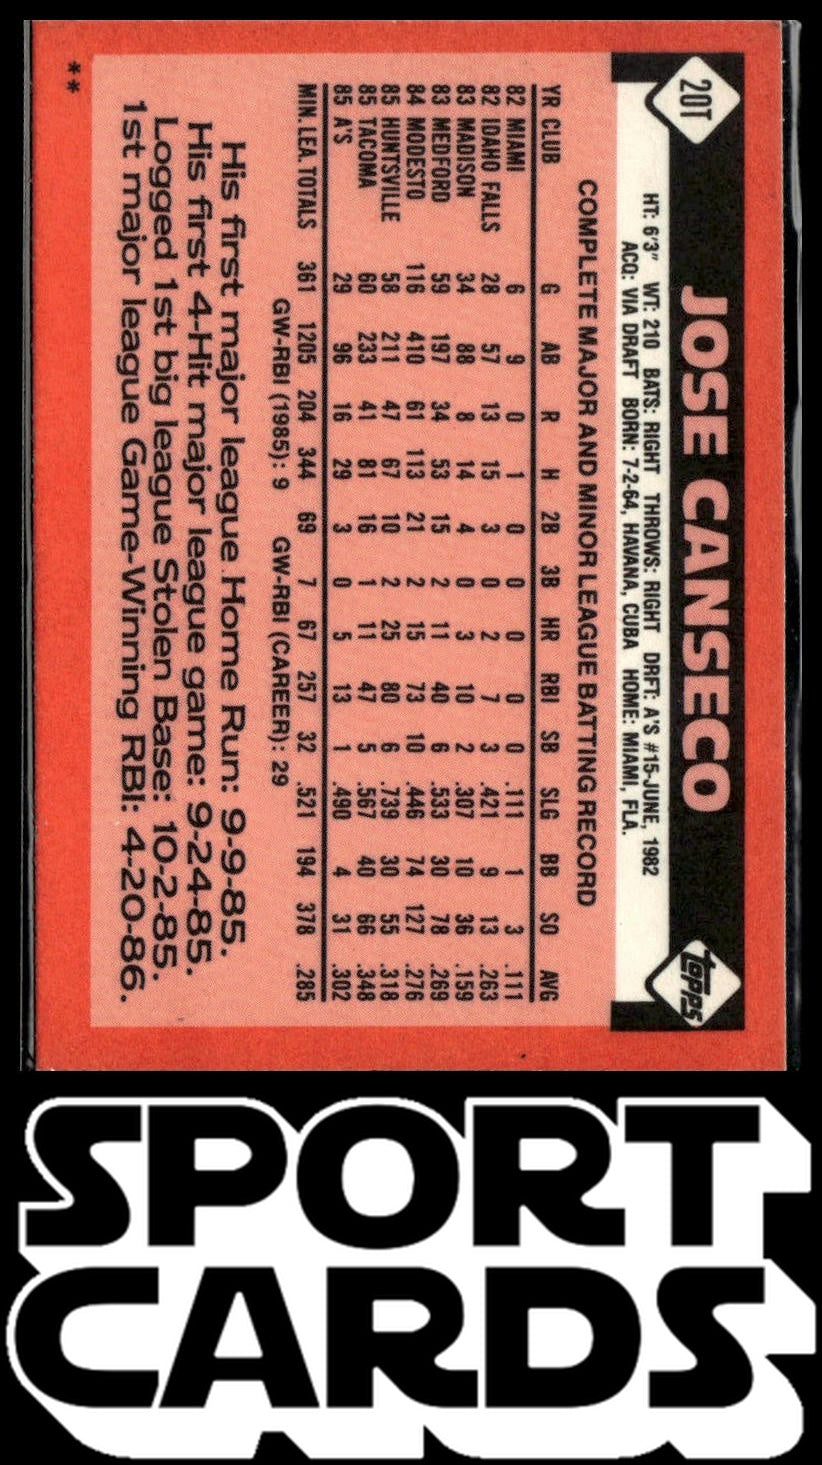 20T
JOSE CANSECO
topps
HT: 6'3" WT: 210 BATS: RIGHT THROWS: RIGHT DRFT: A'S #15-JUNE, 1982
ACQ: VIA DRAFT BORN: 7-2-64, HAVANA, CUBA HOME: MIAMI, FLA.
COMPLETE MAJOR AND MINOR LEAGUE BATTING RECORD
YR CLUB G AB R H 2B 3B HR RBI SB SLG BB SO AVG
82 MIAMI 6 9 0 1 0 0 0 0 0 .111 1 3 .111
82 IDAHO FALLS 28 57 13 15 3 0 2 7 3 .421 9 13 .263
83 MADISON 34 88 8 14 4 0 3 10 2 .307 10 36 .159
83 MEDFORD 59 197 34 53 15 2 11 40 6 .533 30 78 .269
84 MODESTO 116 410 61 113 21 2 15 73 10 .446 74 127 .276
85 HUNTSVILLE 58 211 47 67 10 2 25 80 6 .739 30 55 .318
85 TACOMA 60 233 41 81 16 1 11 47 5 .567 40 66 .348
85 A'S 29 96 16 29 3 0 5 13 1 .490 4 31 .302
MIN. LEA. TOTALS 361 1205 204 344 69 7 67 257 32 .521 194 378 .285
GW-RBI (1985): 9 GW-RBI (CAREER): 29
His first major league Home Run: 9-9-85.
His first 4-Hit major league game: 9-24-85.
Logged 1st big league Stolen Base: 10-2-85.
1st major league Game-Winning RBI: 4-20-86.
**
SPORT
CARDS